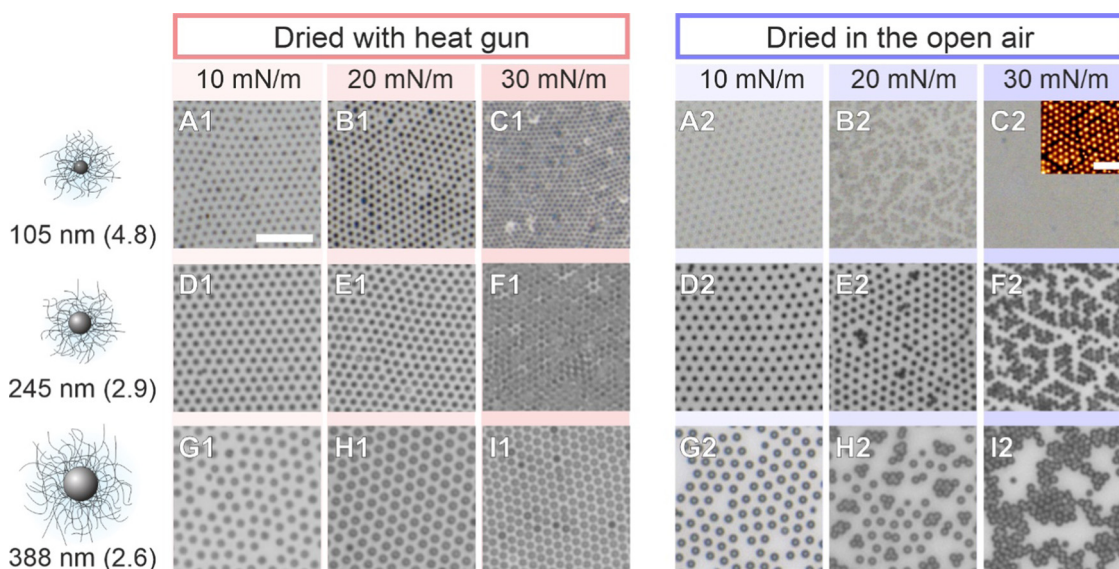 Dried with heat gun
Dried in the open air
10 mN/m 20 mN/m 30 mN/m 10 mN/m 20 mN/m 30 mN/m
A1 B1 C1 A2 B2 C2
105 nm (4.8)
D1 E1 F1 D2 E2 F2
245 nm (2.9)
G1 H1 I1 G2 H2 I2
388 nm (2.6)